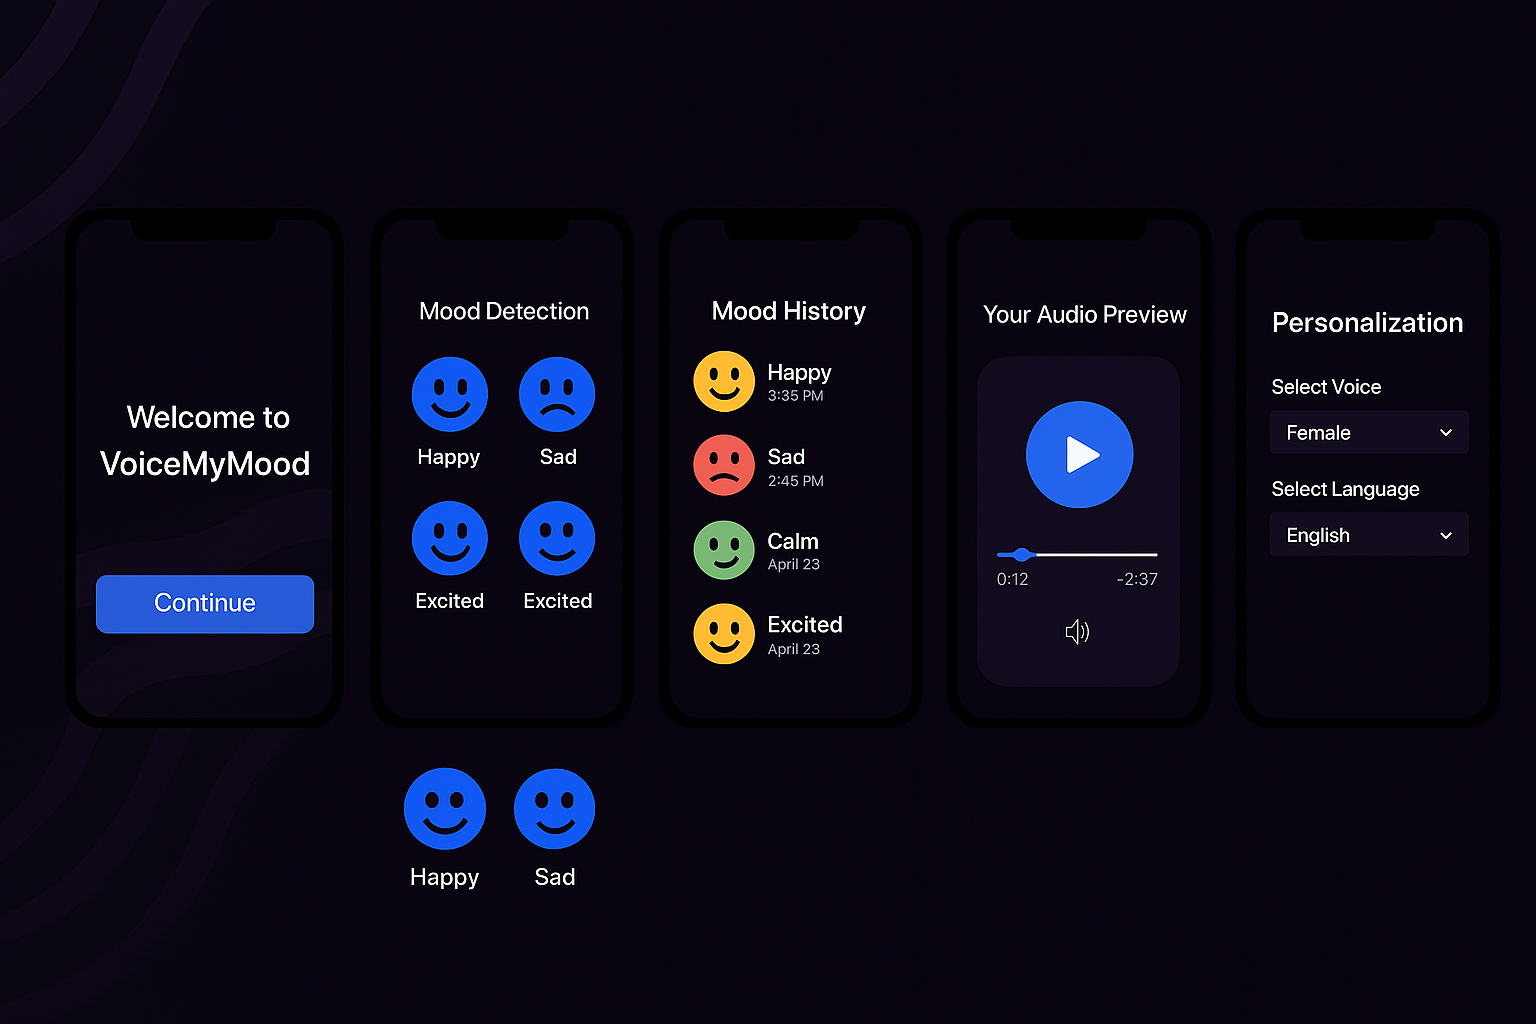 Welcome to
VoiceMyMood
Continue
Mood Detection
Happy
Sad
Excited
Excited
Happy
Sad
Mood History
Happy
3:35 PM
Sad
2:45 PM
Calm
April 23
Excited
April 23
Your Audio Preview
0:12
-2:37
Personalization
Select Voice
Female
Select Language
English